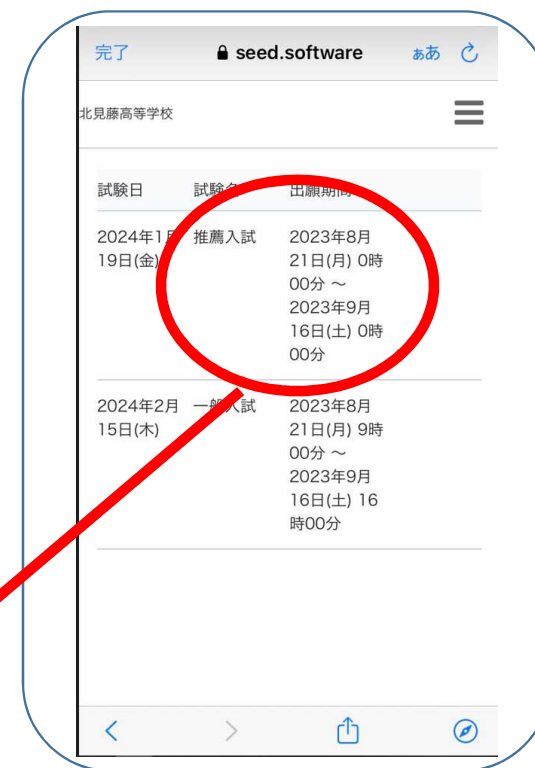 完了 seed.software ぁあ
北見藤高等学校
試験日 試験名 出願期間
2024年1月 推薦入試 2023年8月
19日(金) 21日(月) 0時
00分 ～
2023年9月
16日(土) 0時
00分
2024年2月 一般入試 2023年8月
15日(木) 21日(月) 9時
00分 ～
2023年9月
16日(土) 16
時00分